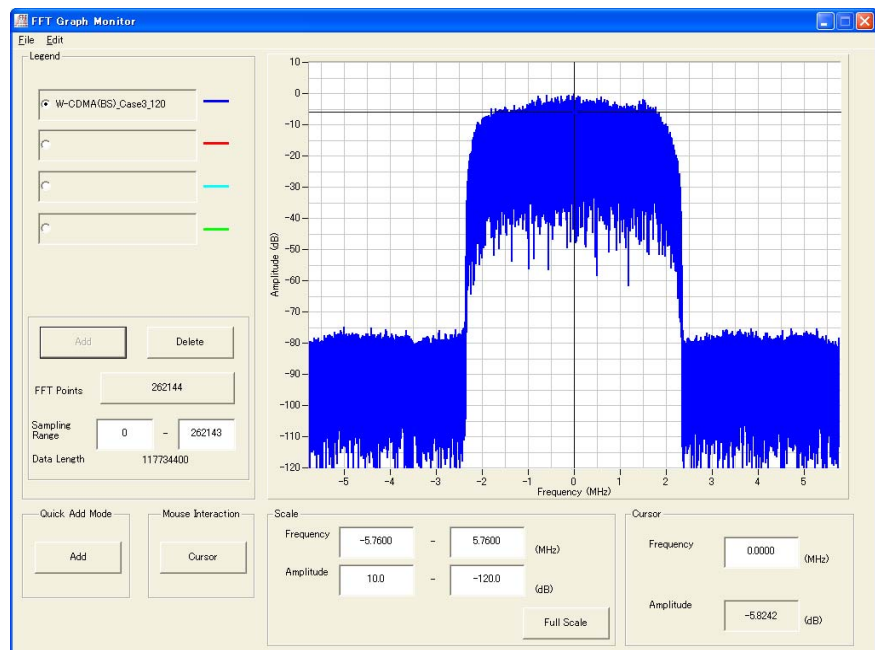 FFT Graph Monitor
File Edit
Legend
W-CDMA(BS)_Case3_120
Add
Delete
FFT Points
262144
Sampling
Range
0 - 262143
Data Length 117734400
Quick Add Mode
Add
Mouse Interaction
Cursor
10
0
-10
-20
-30
-40
-50
-60
-70
-80
-90
-100
-110
-120
Amplitude (dB)
-5 -4 -3 -2 -1 0 1 2 3 4 5
Frequency (MHz)
Scale
Frequency -5.7600 - 5.7600 (MHz)
Amplitude 10.0 - -120.0 (dB)
Full Scale
Cursor
Frequency 0.0000 (MHz)
Amplitude -5.8242 (dB)